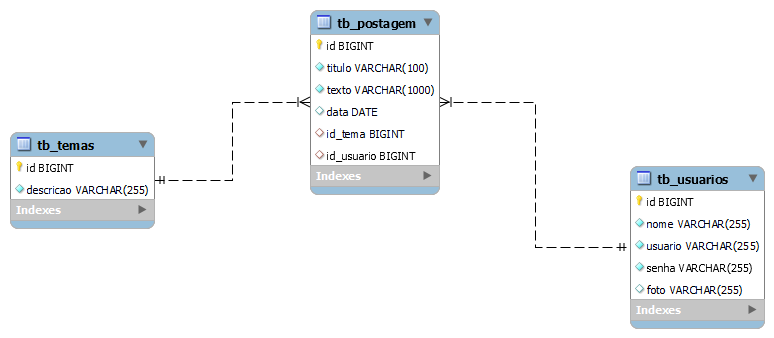 tb_postagem
id BIGINT
titulo VARCHAR(100)
texto VARCHAR(1000)
data DATE
id_tema BIGINT
id_usuario BIGINT
Indexes
tb_temas
id BIGINT
descricao VARCHAR(255)
Indexes
tb_usuarios
id BIGINT
nome VARCHAR(255)
usuario VARCHAR(255)
senha VARCHAR(255)
foto VARCHAR(255)
Indexes